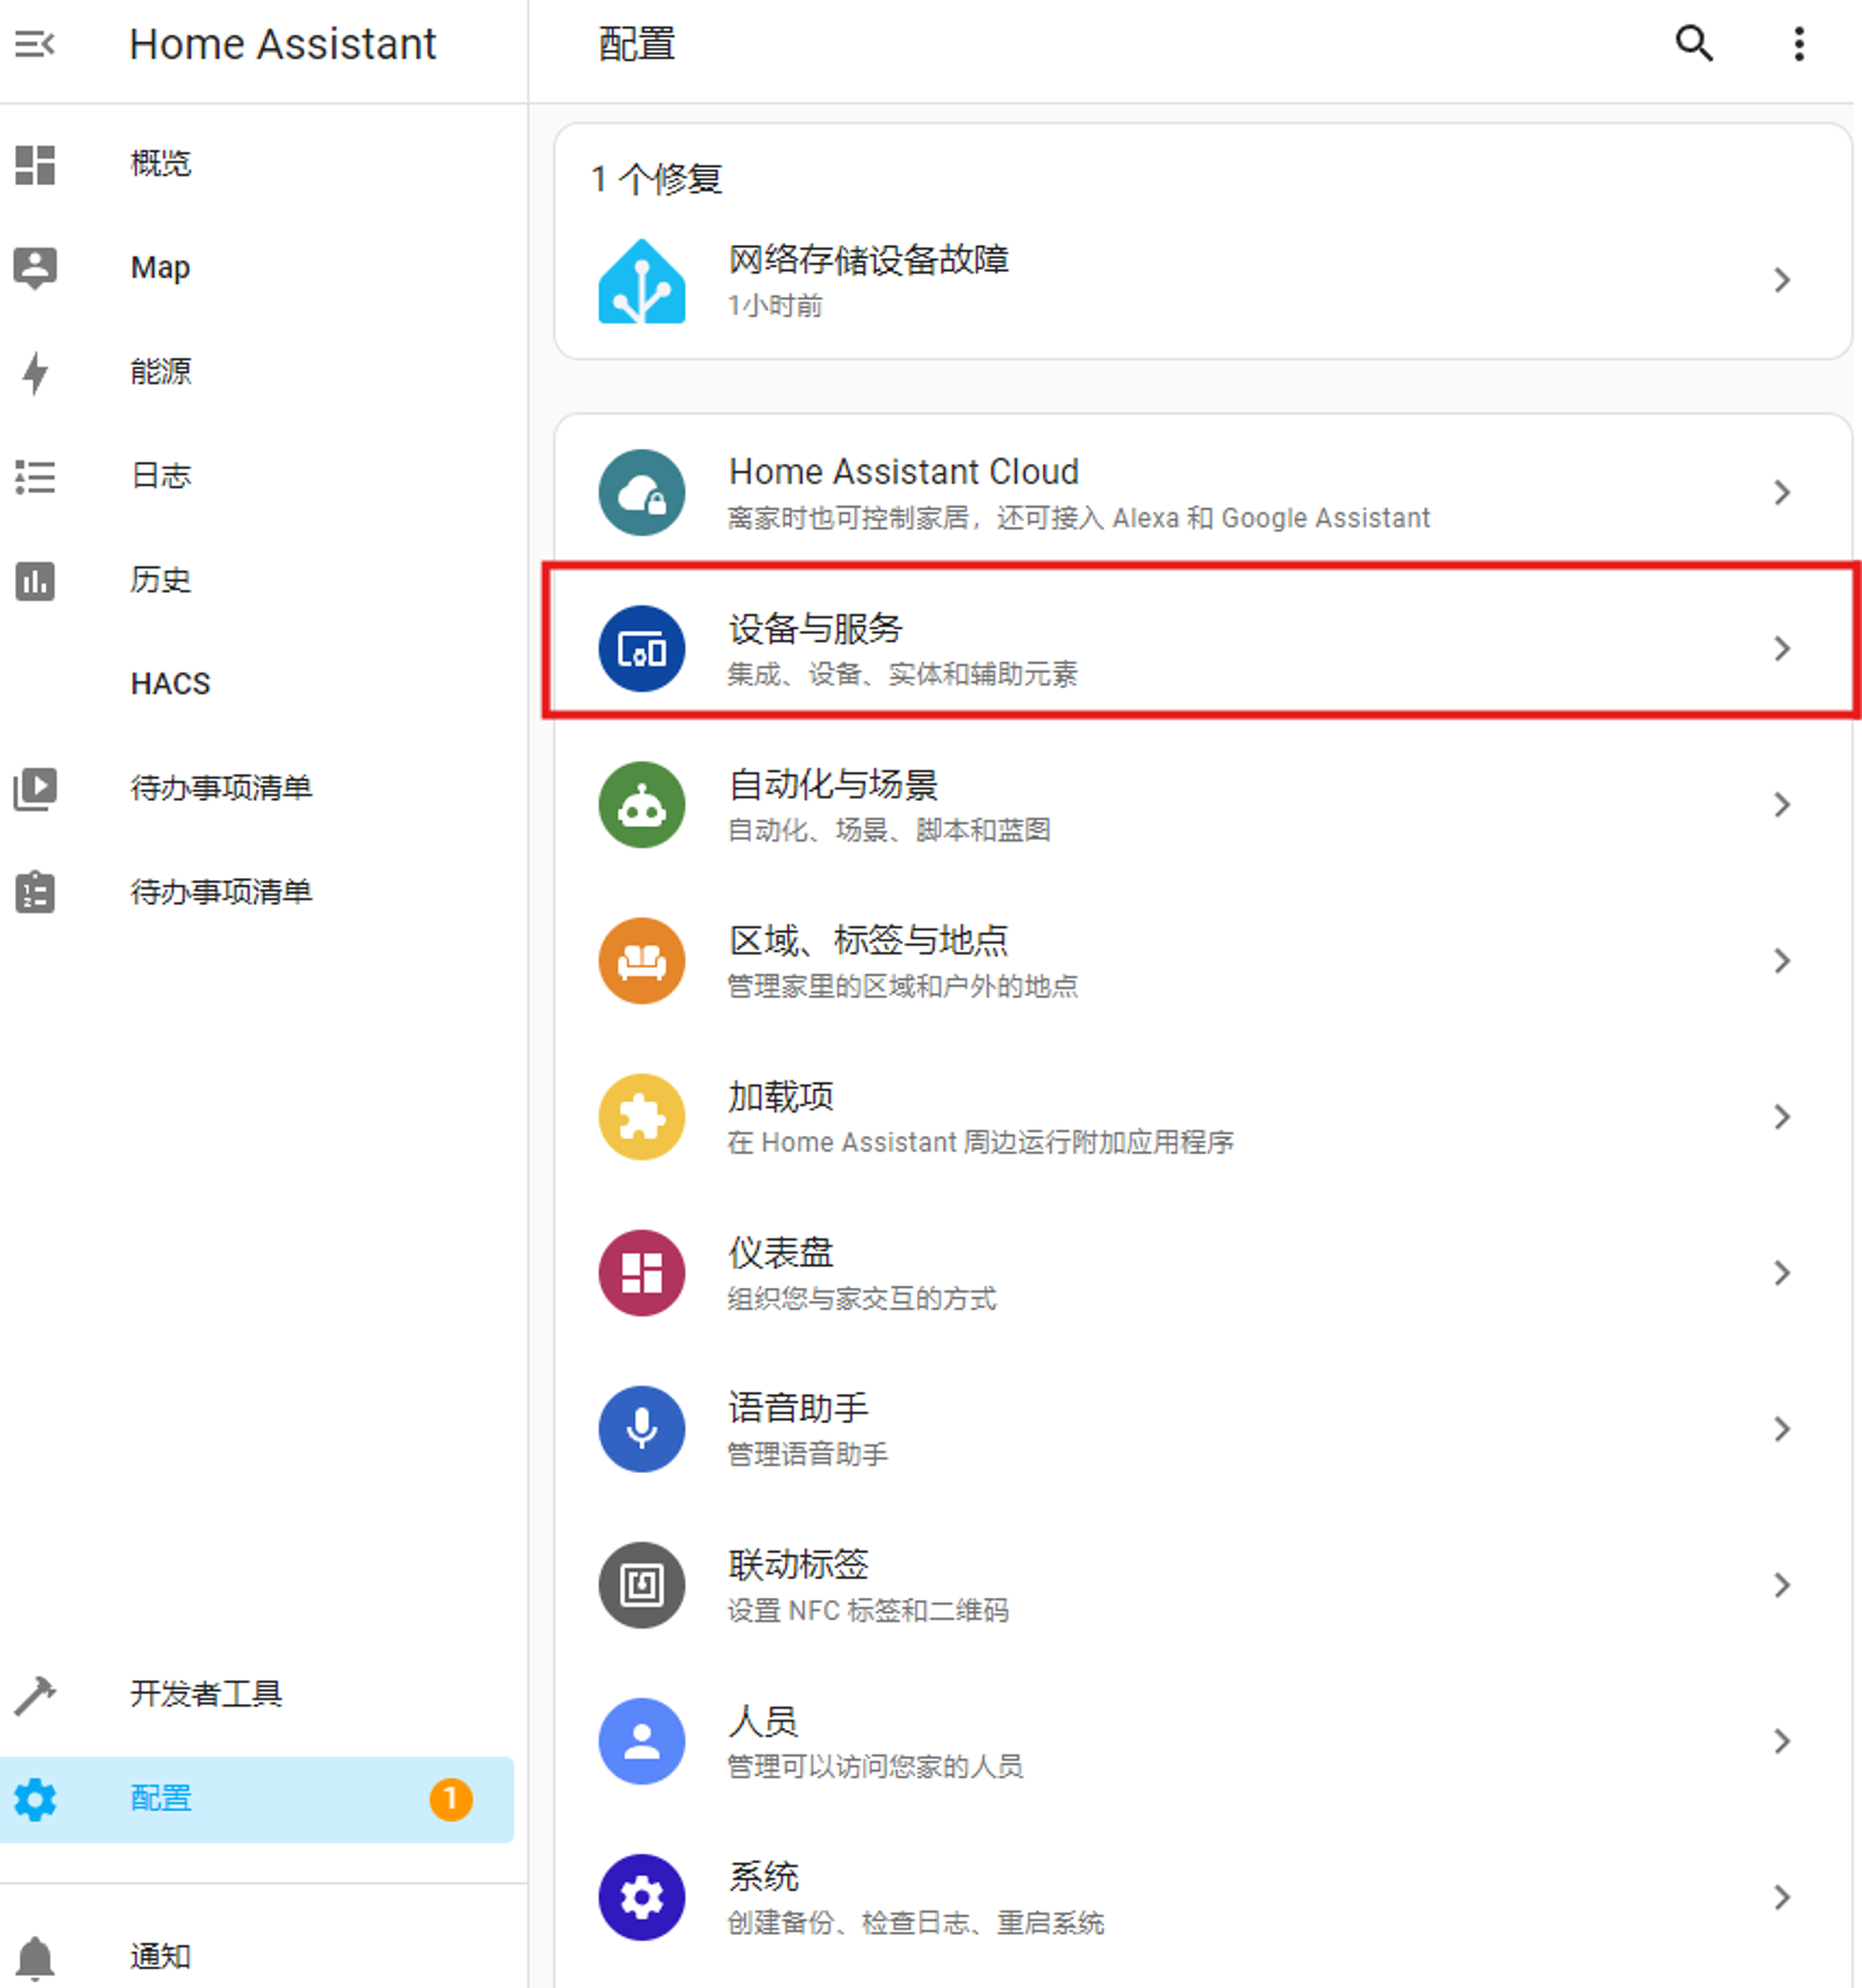 Home Assistant
概览
Map
能源
日志
历史
HACS
待办事项清单
待办事项清单
开发者工具
配置
1
通知
配置
1 个修复
网络存储设备故障
1小时前
Home Assistant Cloud
离家时也可控制家居，还可接入 Alexa 和 Google Assistant
设备与服务
集成、设备、实体和辅助元素
自动化与场景
自动化、场景、脚本和蓝图
区域、标签与地点
管理家里的区域和户外的地点
加载项
在 Home Assistant 周边运行附加应用程序
仪表盘
组织您与家交互的方式
语音助手
管理语音助手
联动标签
设置 NFC 标签和二维码
人员
管理可以访问您家的人员
系统
创建备份、检查日志、重启系统